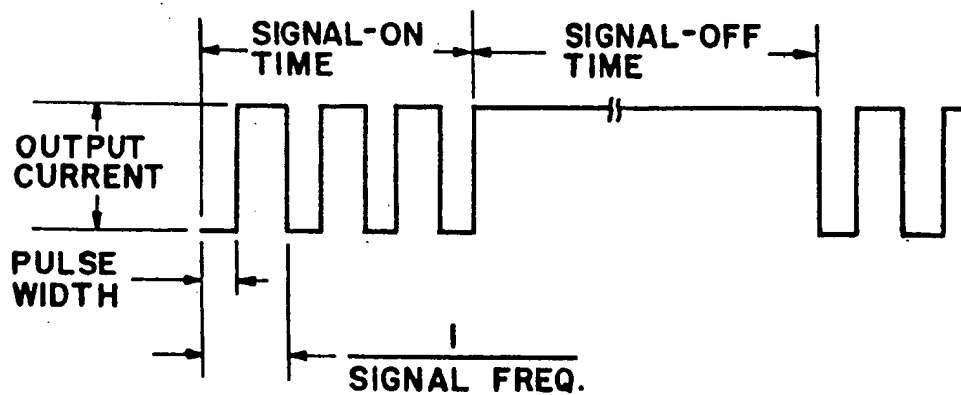 SIGNAL-ON
TIME
SIGNAL-OFF
TIME
OUTPUT
CURRENT
PULSE
WIDTH
1
SIGNAL FREQ.